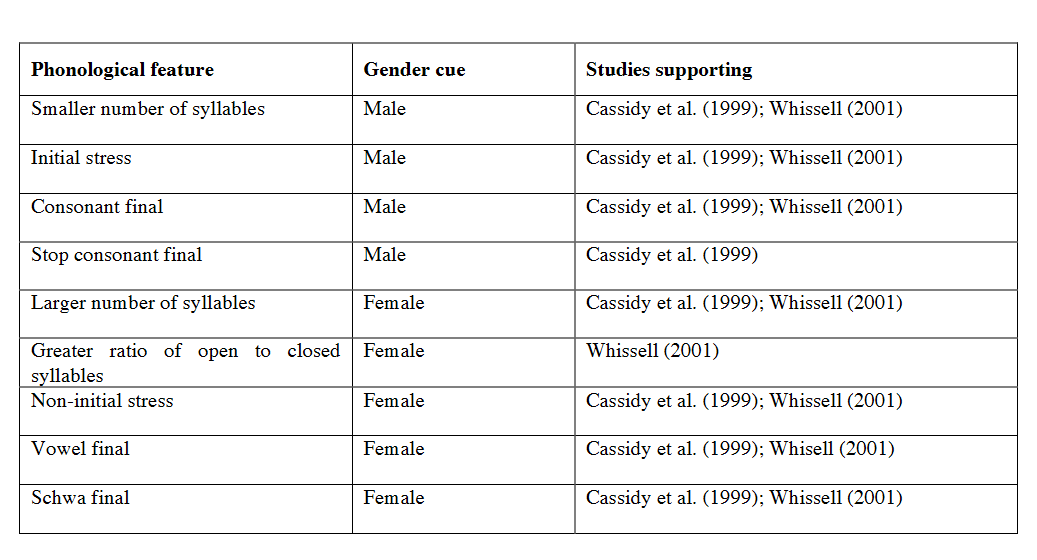 Phonological feature Gender cue Studies supporting
Smaller number of syllables Male Cassidy et al. (1999); Whissell (2001)
Initial stress Male Cassidy et al. (1999); Whissell (2001)
Consonant final Male Cassidy et al. (1999); Whissell (2001)
Stop consonant final Male Cassidy et al. (1999)
Larger number of syllables Female Cassidy et al. (1999); Whissell (2001)
Greater ratio of open to closed Female Whissell (2001)
syllables
Non-initial stress Female Cassidy et al. (1999); Whissell (2001)
Vowel final Female Cassidy et al. (1999); Whisell (2001)
Schwa final Female Cassidy et al. (1999); Whissell (2001)